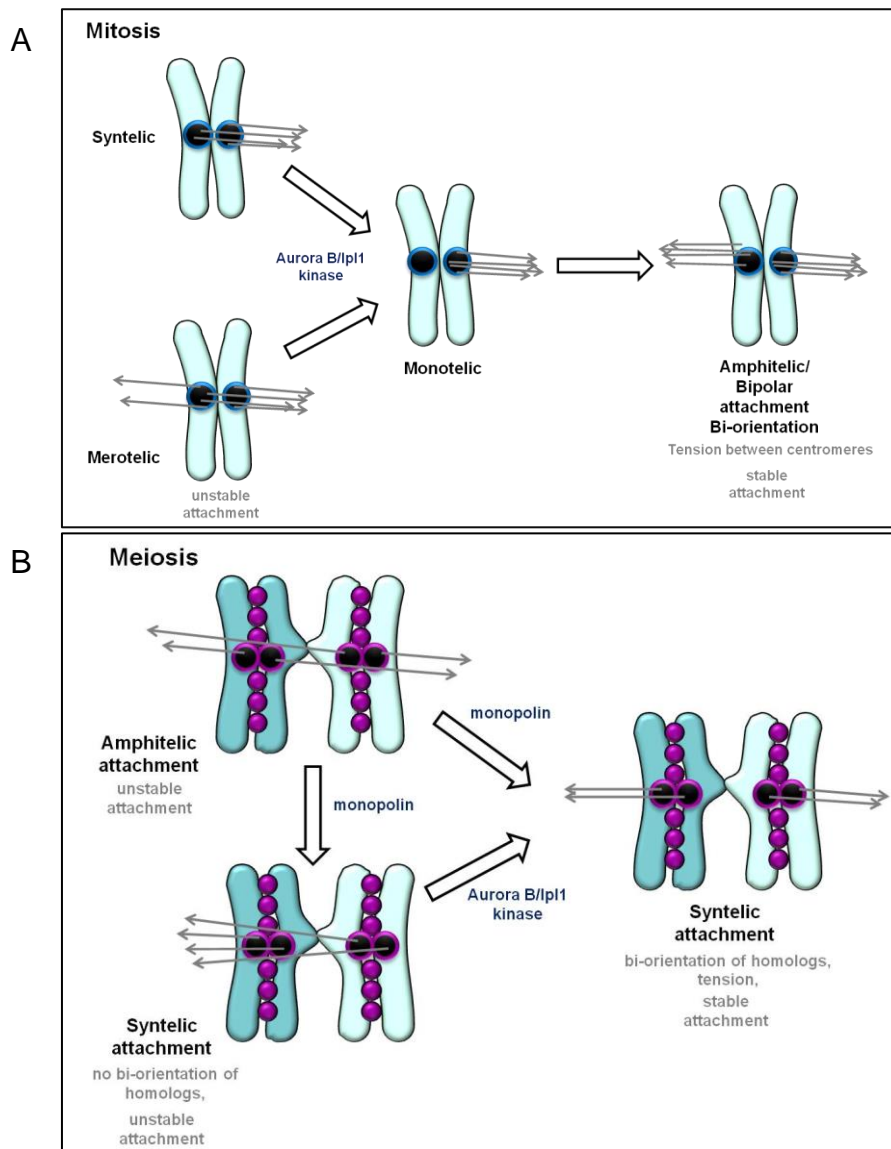 A
Mitosis
Syntelic
Aurora B/Ipl1
kinase
Monotelic
Merotelic
unstable
attachment
Amphitelic/
Bipolar
attachment
Bi-orientation
Tension between centromeres
stable
attachment
B
Meiosis
Amphitelic
attachment
unstable
attachment
monopolin
monopolin
Aurora B/Ipl1
kinase
Syntelic
attachment
bi-orientation of homologs,
tension,
stable
attachment
Syntelic
attachment
no bi-orientation of
homologs,
unstable
attachment